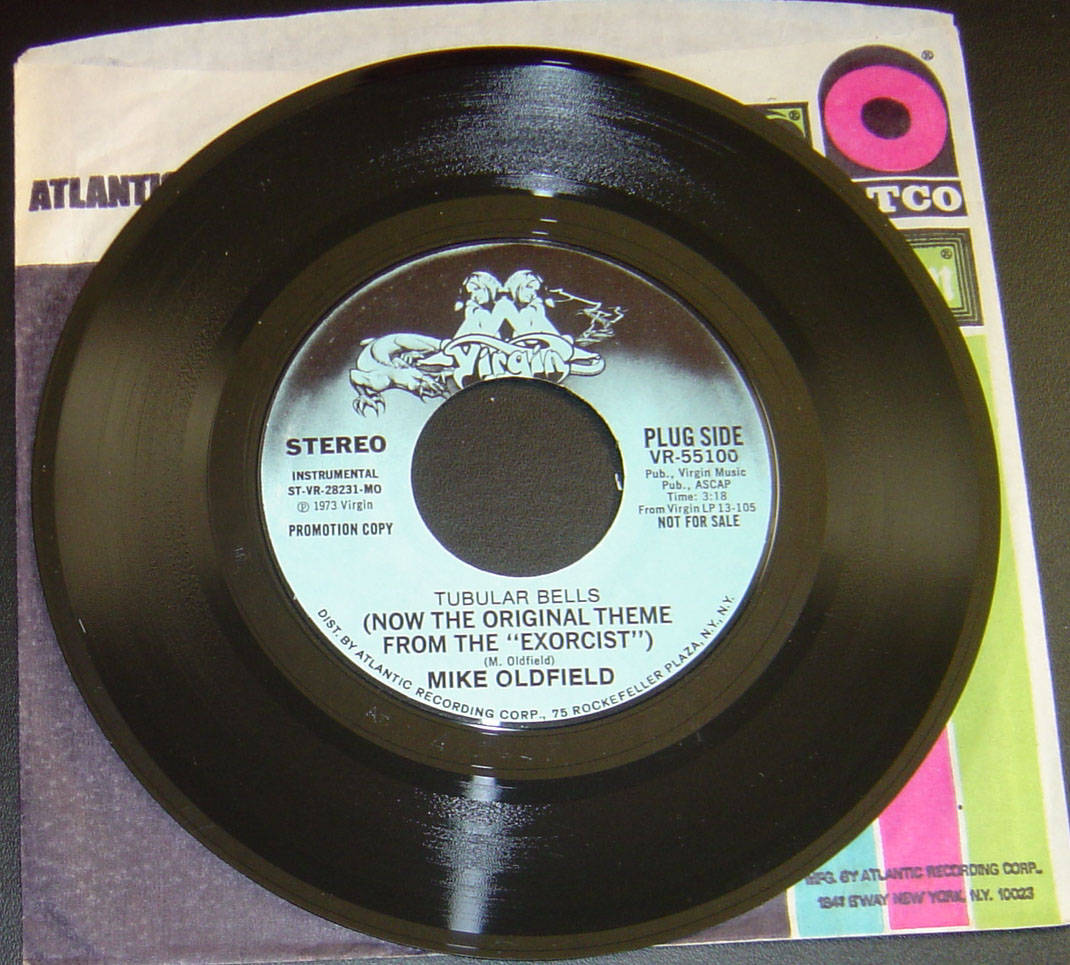 ATLANTIC
®
ATCO
®
®
Virgin
STEREO
INSTRUMENTAL
ST-VR-28231-MO
Ⓟ 1973 Virgin
PROMOTION COPY
PLUG SIDE
VR-55100
Pub., Virgin Music
Pub., ASCAP
Time: 3:18
From Virgin LP 13-105
NOT FOR SALE
TUBULAR BELLS
(NOW THE ORIGINAL THEME
FROM THE "EXORCIST")
(M. Oldfield)
MIKE OLDFIELD
DIST. BY ATLANTIC RECORDING CORP., 75 ROCKEFELLER PLAZA, N.Y., N.Y.
MFG. BY ATLANTIC RECORDING CORP.,
1841 B'WAY NEW YORK, N.Y. 10023